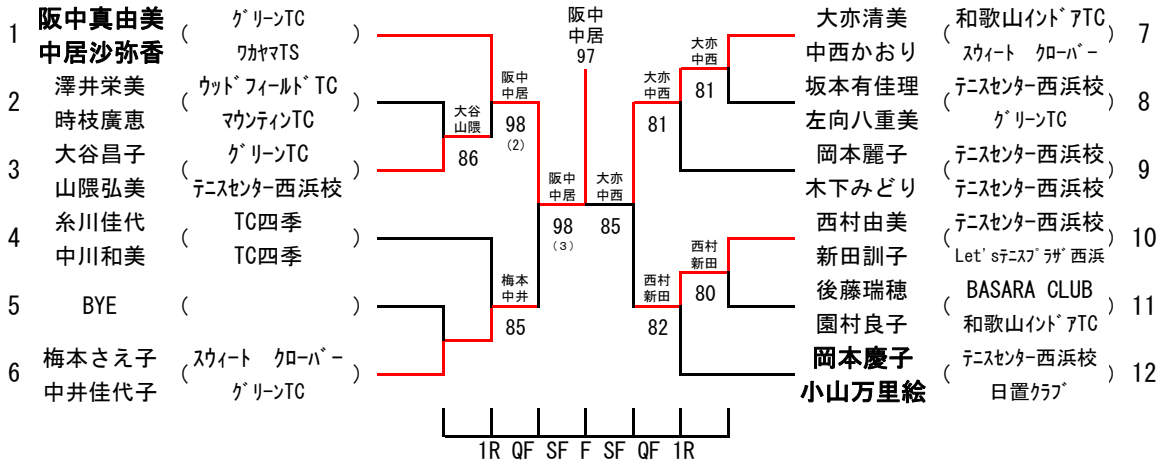 1 阪中真由美 ( グリーンTC )
中居沙弥香 ワカヤマTS
2 澤井栄美 ( ウッドフィールドTC )
時枝廣恵 マウンティンTC
3 大谷昌子 ( グリーンTC )
山隈弘美 テニスセンター西浜校
4 糸川佳代 ( TC四季 )
中川和美 TC四季
5 BYE ( )
6 梅本さえ子 ( スウィート クローバー )
中井佳代子 グリーンTC
大谷
山隈
86
阪中
中居
98
(2)
梅本
中井
85
阪中
中居
98
(3)
阪中
中居
97
大亦
中西
85
大亦
中西
81
西村
新田
82
大亦
中西
81
西村
新田
80
大亦清美 ( 和歌山インドアTC ) 7
中西かおり スウィート クローバー
坂本有佳理 ( テニスセンター西浜校 ) 8
左向八重美 グリーンTC
岡本麗子 ( テニスセンター西浜校 ) 9
木下みどり テニスセンター西浜校
西村由美 ( テニスセンター西浜校 ) 10
新田訓子 Let'sテニスプラザ西浜
後藤瑞穂 ( BASARA CLUB ) 11
園村良子 和歌山インドアTC
岡本慶子 ( テニスセンター西浜校 ) 12
小山万里絵 日置クラブ
1R QF SF F SF QF 1R